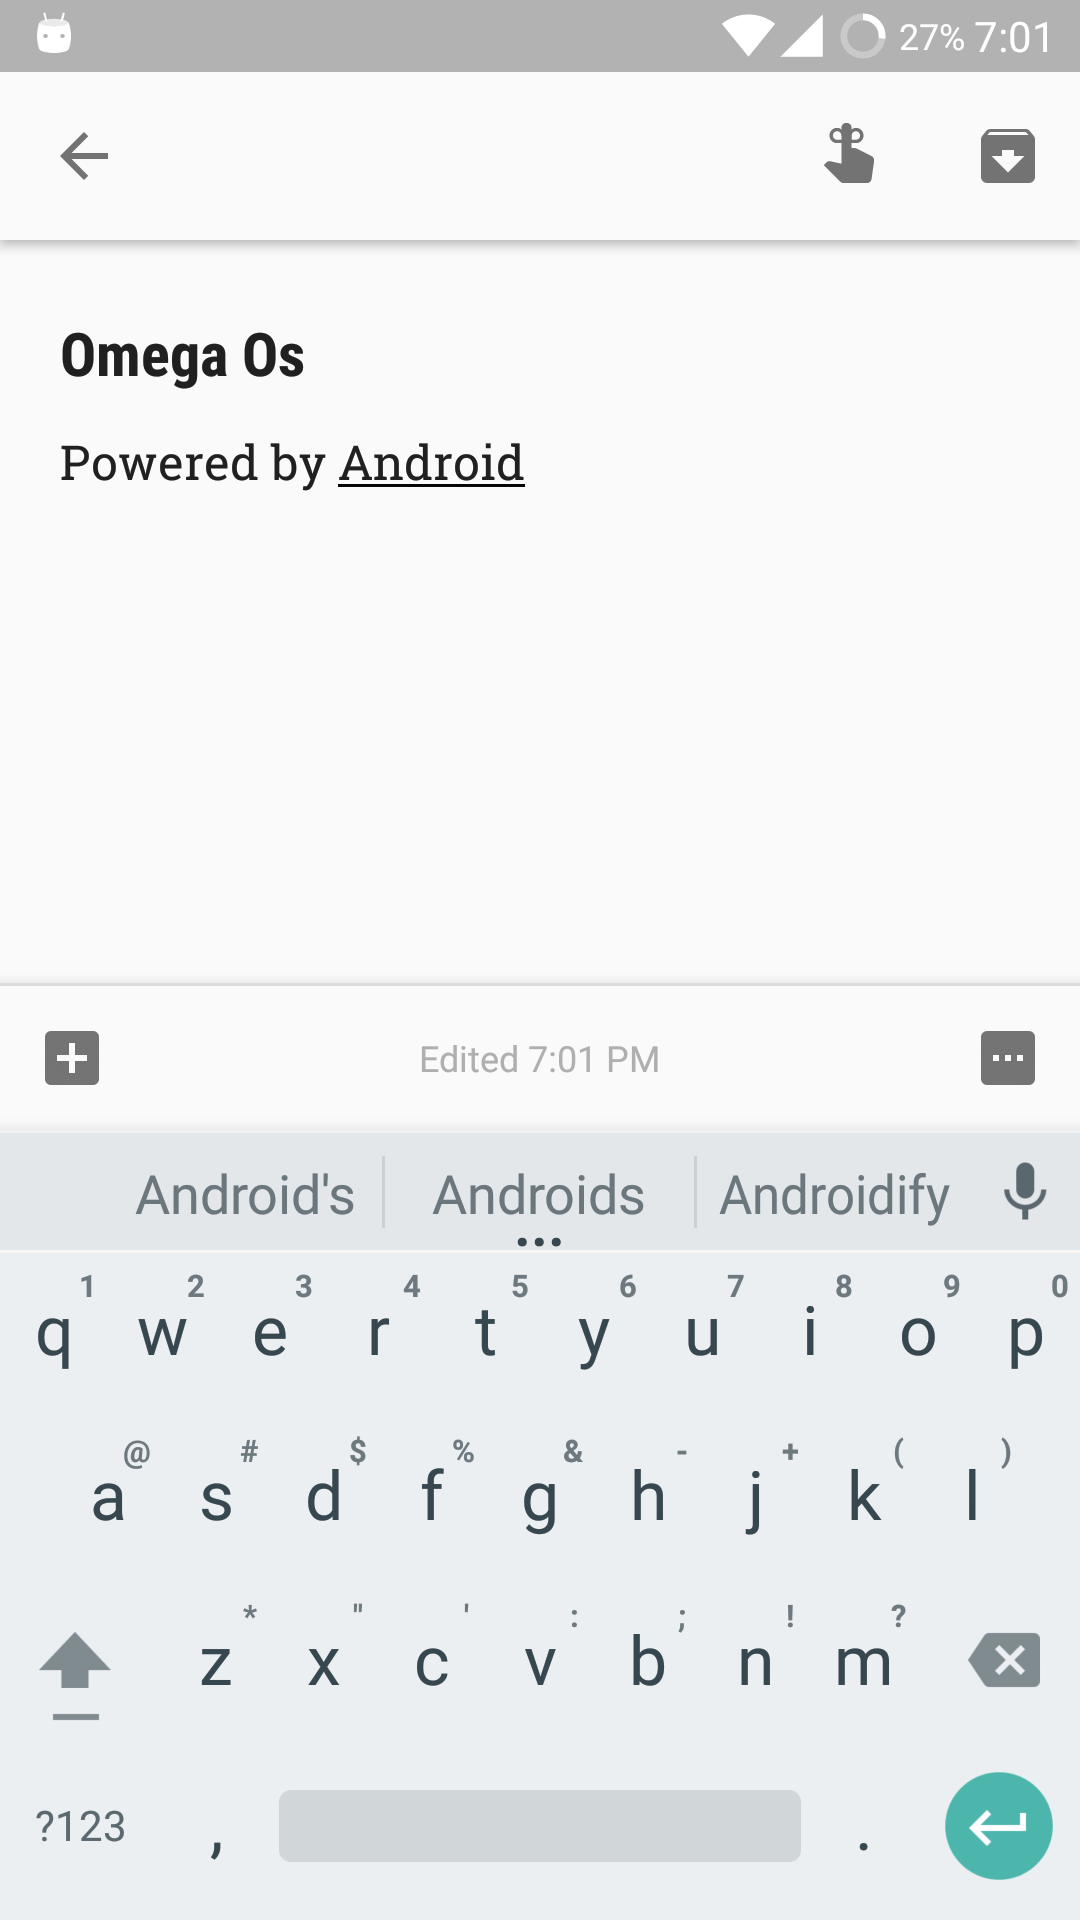 27% 7:01
Omega Os
Powered by Android
Edited 7:01 PM
Android's Androids Androidify
1 2 3 4 5 6 7 8 9 0
q w e r t y u i o p
@ # $ % & - + ( )
a s d f g h j k l
* " ' : ; ! ?
z x c v b n m
?123 , .